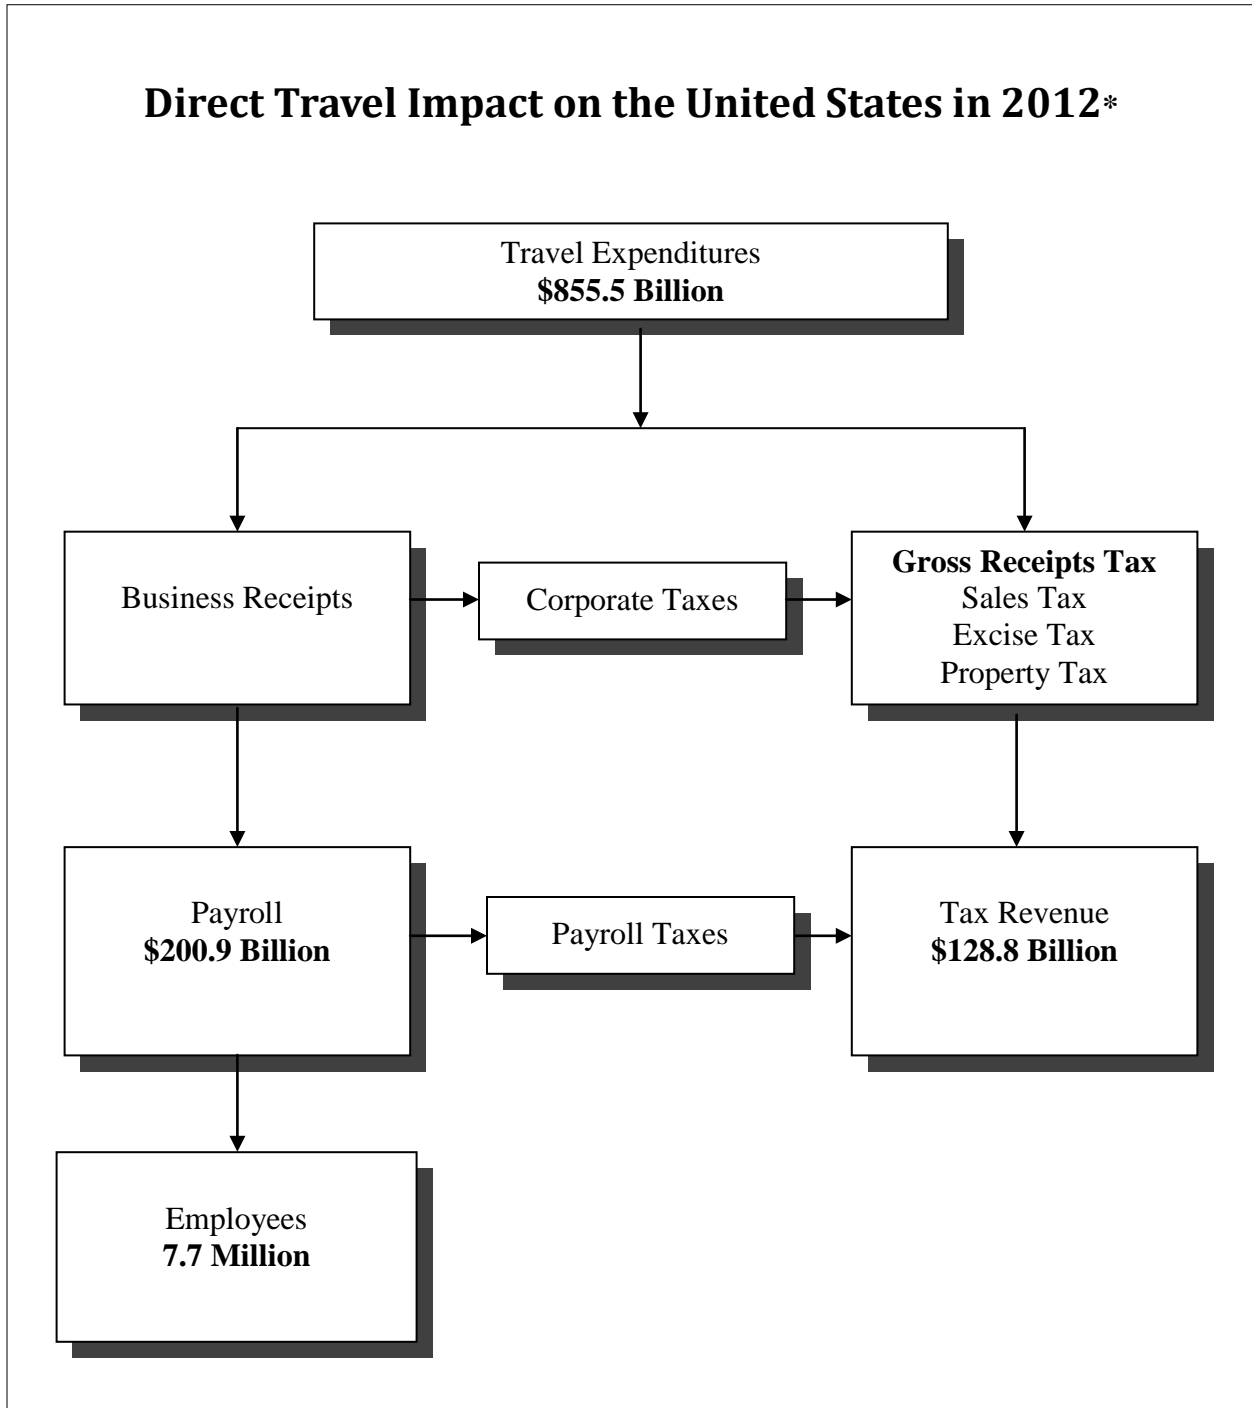 Direct Travel Impact on the United States in 2012*
Travel Expenditures
$855.5 Billion
Business Receipts
Corporate Taxes
Gross Receipts Tax
Sales Tax
Excise Tax
Property Tax
Payroll
$200.9 Billion
Payroll Taxes
Tax Revenue
$128.8 Billion
Employees
7.7 Million